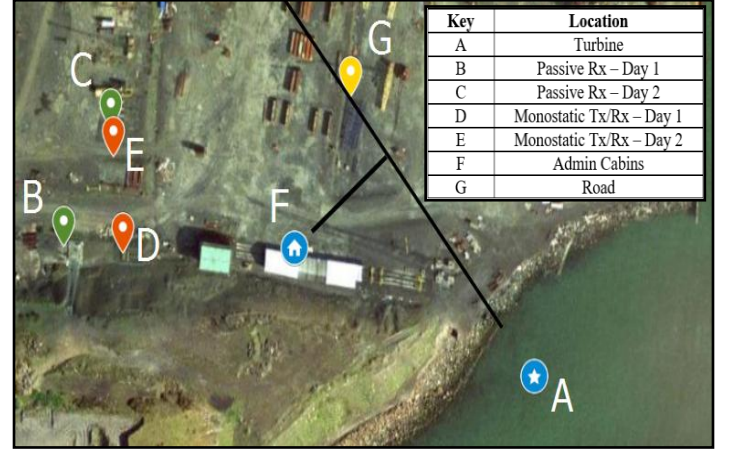 Key Location
A Turbine
B Passive Rx – Day 1
C Passive Rx – Day 2
D Monostatic Tx/Rx – Day 1
E Monostatic Tx/Rx – Day 2
F Admin Cabins
G Road
G
C
E
B
F
D
A